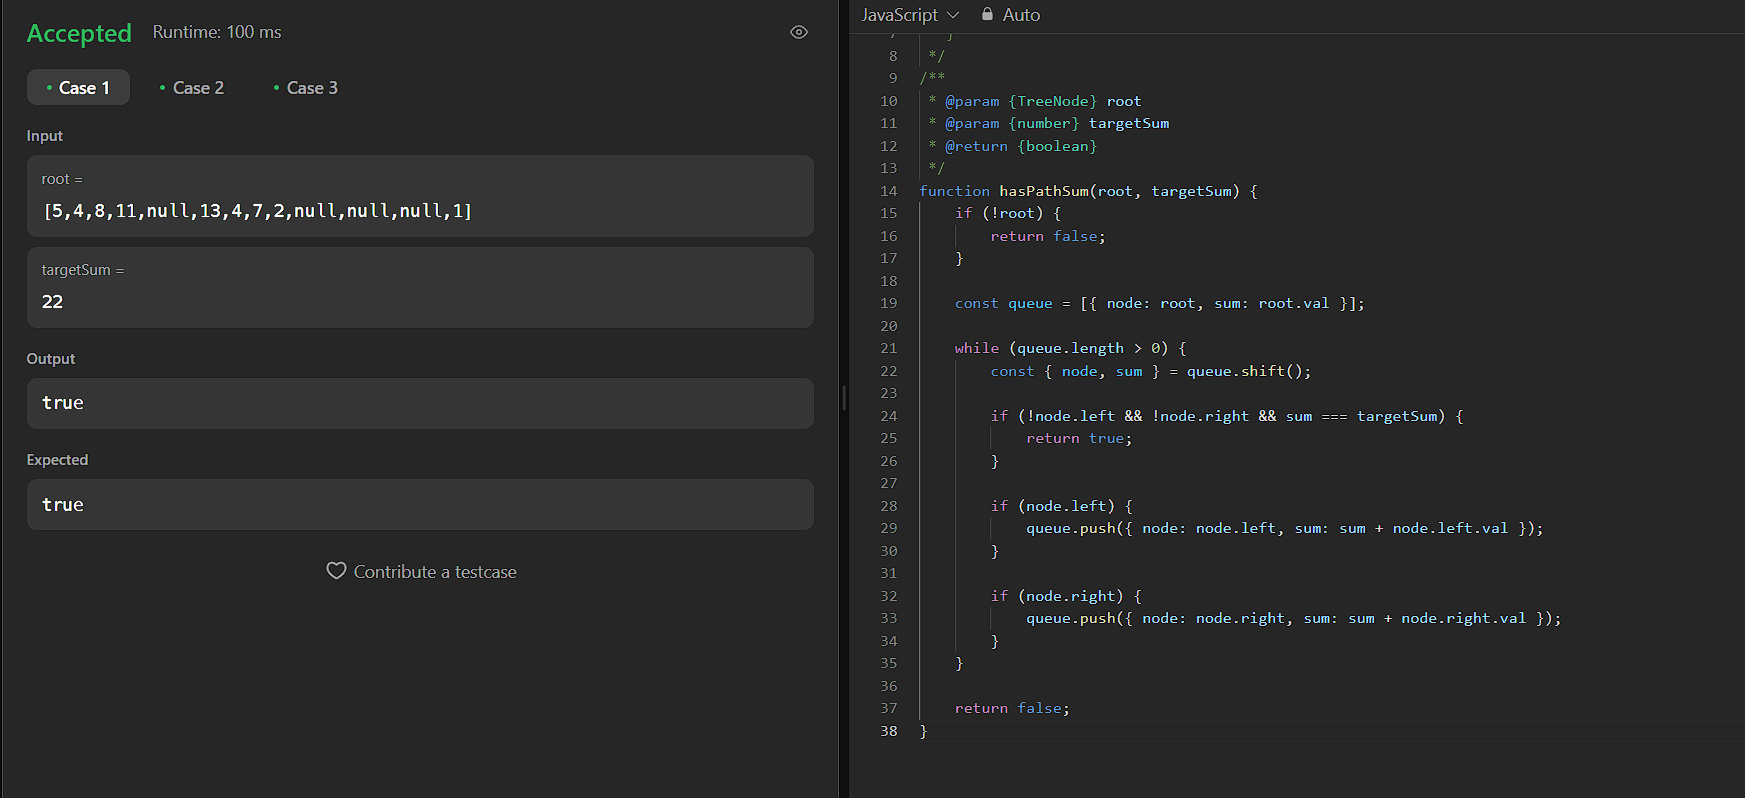 Accepted Runtime: 100 ms
• Case 1 • Case 2 • Case 3
Input
root =
[5,4,8,11,null,13,4,7,2,null,null,null,1]
targetSum =
22
Output
true
Expected
true
Contribute a testcase
JavaScript Auto
7 }
8 */
9 /**
10 * @param {TreeNode} root
11 * @param {number} targetSum
12 * @return {boolean}
13 */
14 function hasPathSum(root, targetSum) {
15 if (!root) {
16 return false;
17 }
18
19 const queue = [{ node: root, sum: root.val }];
20
21 while (queue.length > 0) {
22 const { node, sum } = queue.shift();
23
24 if (!node.left && !node.right && sum === targetSum) {
25 return true;
26 }
27
28 if (node.left) {
29 queue.push({ node: node.left, sum: sum + node.left.val });
30 }
31
32 if (node.right) {
33 queue.push({ node: node.right, sum: sum + node.right.val });
34 }
35 }
36
37 return false;
38 }